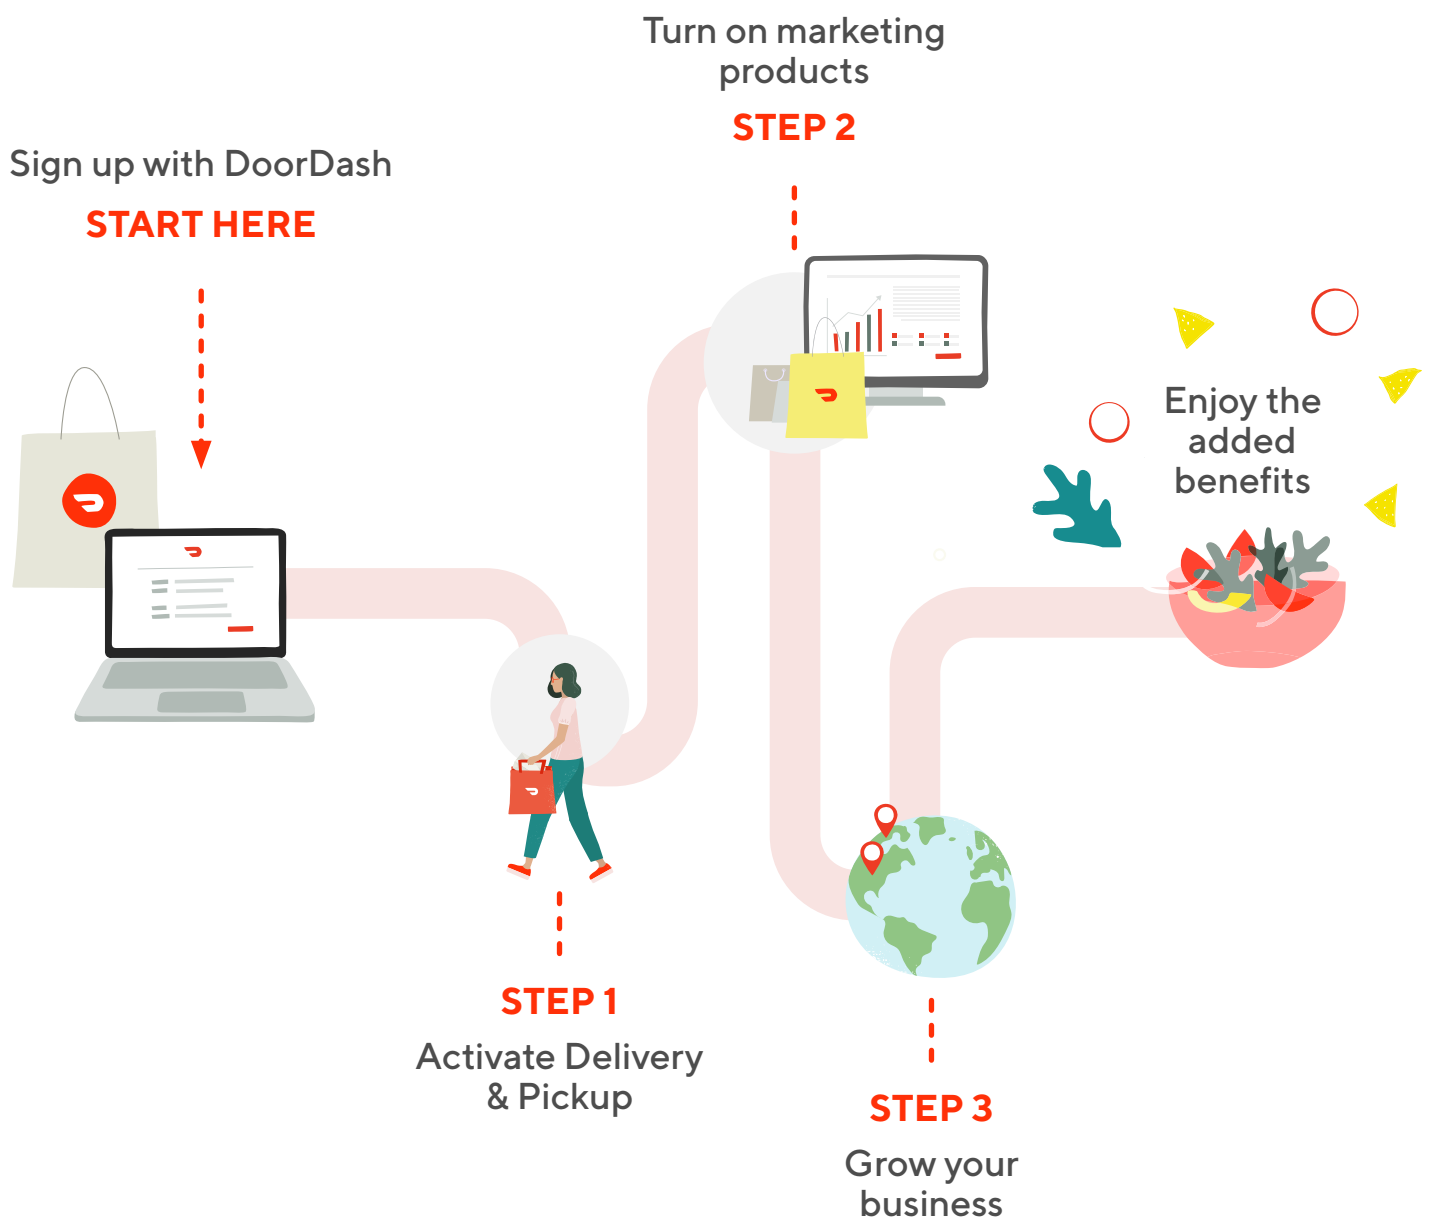 Sign up with DoorDash
START HERE
STEP 1
Activate Delivery
& Pickup
Turn on marketing
products
STEP 2
STEP 3
Grow your
business
Enjoy the
added
benefits